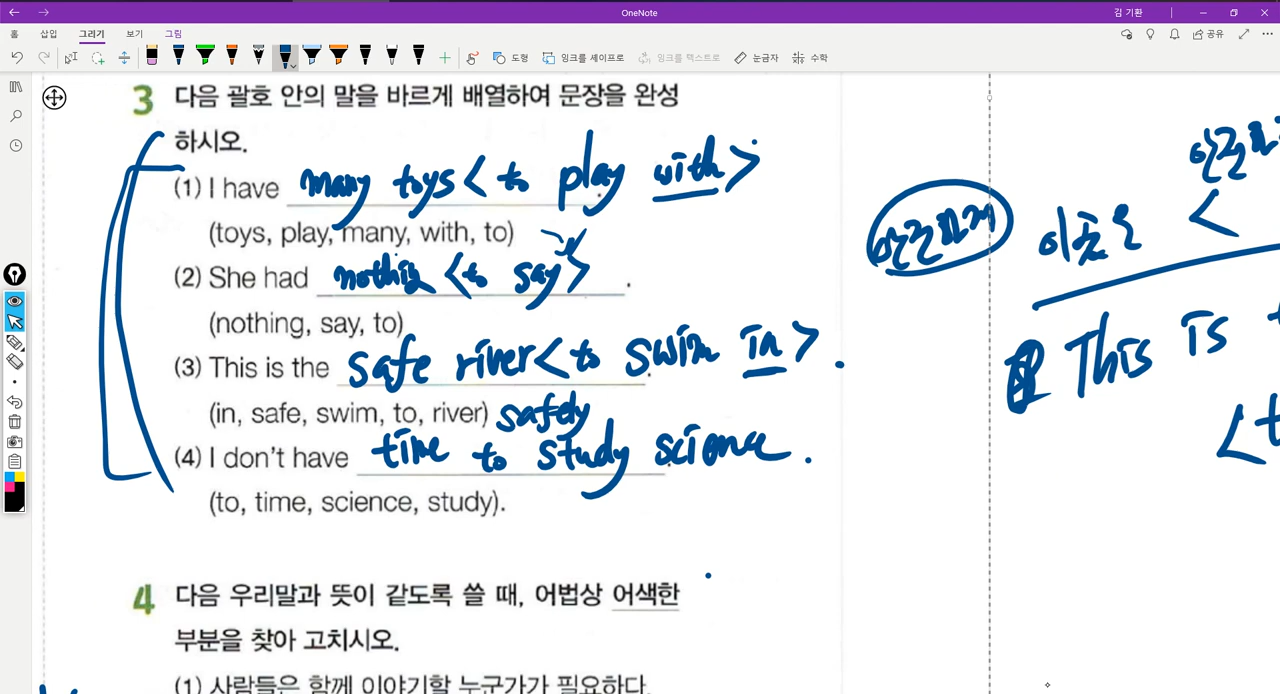 OneNote
김 기환
홈 삽입 그리기 보기 그림
도형 잉크를 셰이프로 잉크를 텍스트로 눈금자 수학 공유
3 다음 괄호 안의 말을 바르게 배열하여 문장을 완성
하시오.
(1) I have many toys < to play with > .
(toys, play, many, with, to)
(2) She had nothing < to say > .
(nothing, say, to)
(3) This is the safe river < to swim in > .
(in, safe, swim, to, river) safely
(4) I don't have time to study science .
(to, time, science, study).
4 다음 우리말과 뜻이 같도록 쓸 때, 어법상 어색한
부분을 찾아 고치시오.
(1) 사람들은 함께 이야기할 누군가가 필요하다.
이곳은 <
This is